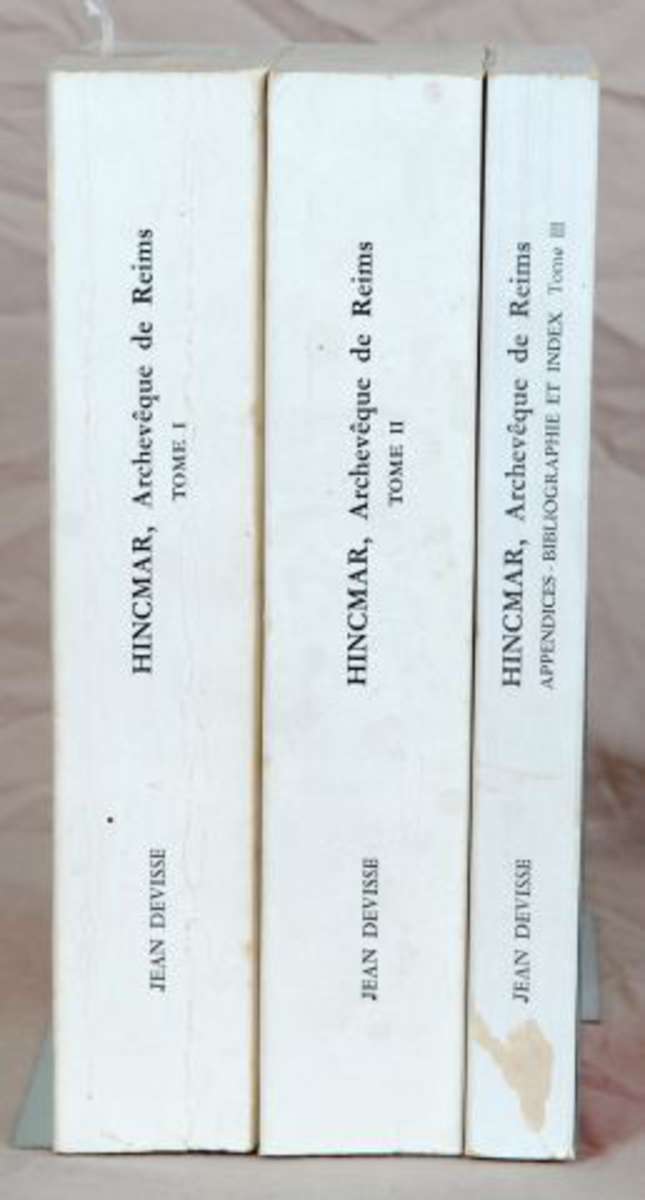 HINCMAR, Archevêque de Reims
TOME I
JEAN DEVISSE
HINCMAR, Archevêque de Reims
TOME II
JEAN DEVISSE
HINCMAR, Archevêque de Reims
APPENDICES - BIBLIOGRAPHIE ET INDEX Tome III
JEAN DEVISSE